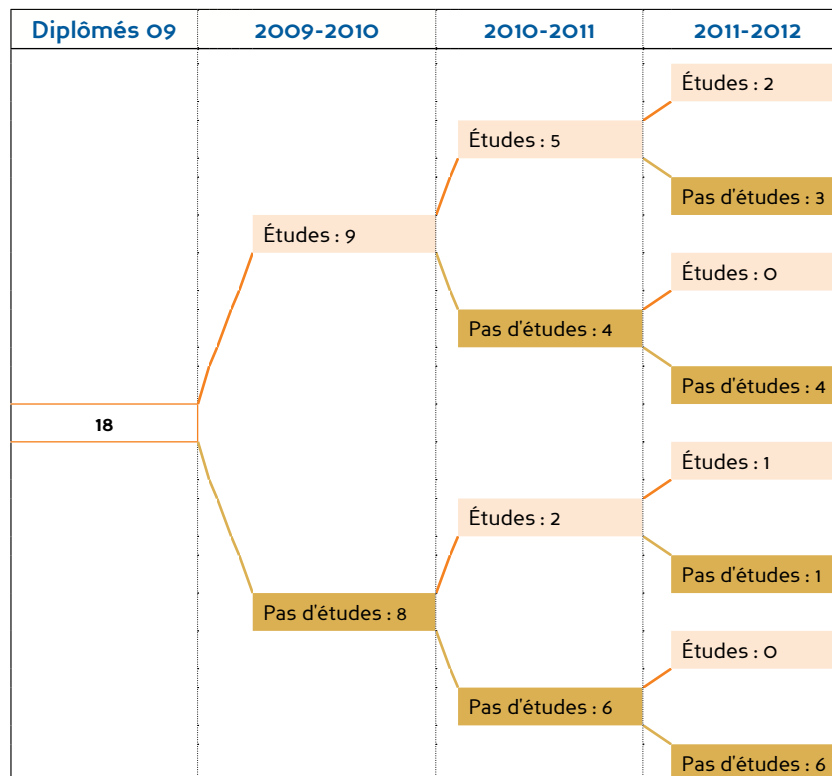 Diplômés 09 2009-2010 2010-2011 2011-2012
Études : 2
Études : 5
Pas d'études : 3
Études : 9
Études : 0
Pas d'études : 4
Pas d'études : 4
18
Études : 1
Études : 2
Pas d'études : 1
Pas d'études : 8
Études : 0
Pas d'études : 6
Pas d'études : 6